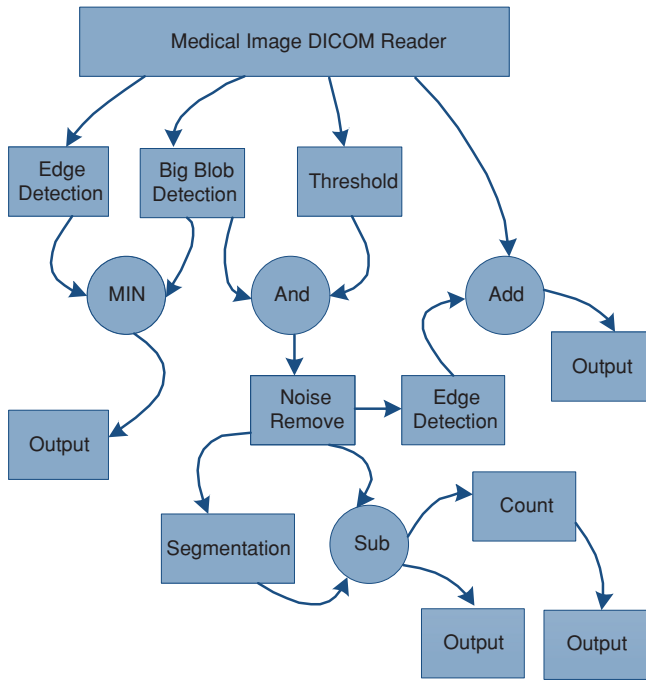 Medical Image DICOM Reader
Edge
Detection
Big Blob
Detection
Threshold
MIN
And
Add
Output
Noise
Remove
Edge
Detection
Output
Count
Segmentation
Sub
Output
Output